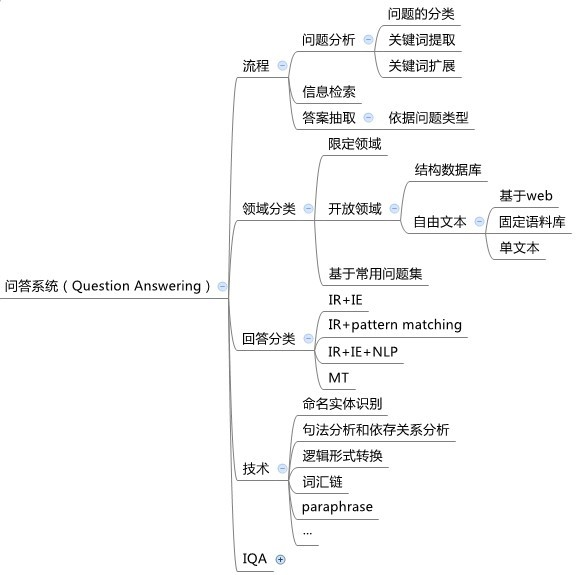 问答系统（Question Answering）
流程
问题分析
问题的分类
关键词提取
关键词扩展
信息检索
答案抽取
依据问题类型
领域分类
限定领域
开放领域
结构数据库
自由文本
基于web
固定语料库
单文本
基于常用问题集
回答分类
IR+IE
IR+pattern matching
IR+IE+NLP
MT
技术
命名实体识别
句法分析和依存关系分析
逻辑形式转换
词汇链
paraphrase
...
IQA